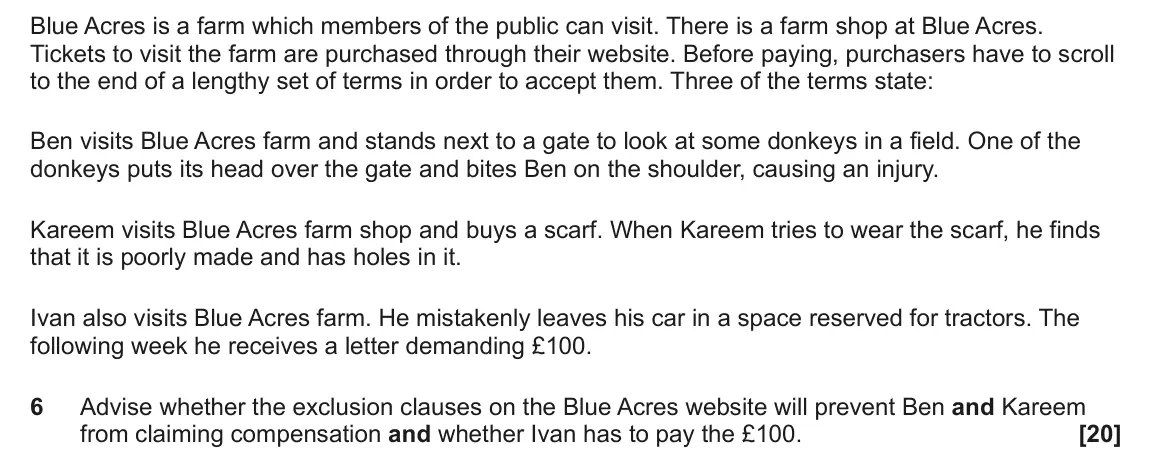 Blue Acres is a farm which members of the public can visit. There is a farm shop at Blue Acres.
Tickets to visit the farm are purchased through their website. Before paying, purchasers have to scroll
to the end of a lengthy set of terms in order to accept them. Three of the terms state:
Ben visits Blue Acres farm and stands next to a gate to look at some donkeys in a field. One of the
donkeys puts its head over the gate and bites Ben on the shoulder, causing an injury.
Kareem visits Blue Acres farm shop and buys a scarf. When Kareem tries to wear the scarf, he finds
that it is poorly made and has holes in it.
Ivan also visits Blue Acres farm. He mistakenly leaves his car in a space reserved for tractors. The
following week he receives a letter demanding £100.
6 Advise whether the exclusion clauses on the Blue Acres website will prevent Ben and Kareem
from claiming compensation and whether Ivan has to pay the £100. [20]